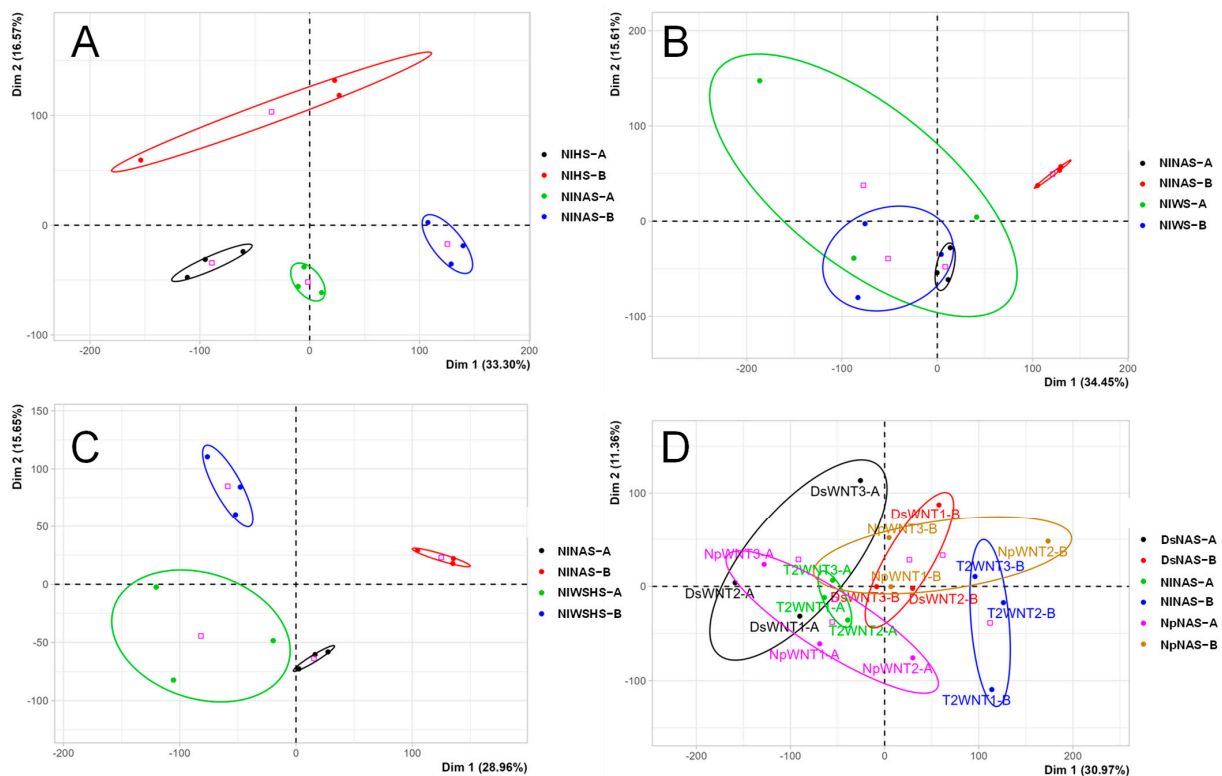 A
Dim 2 (16.57%)
100
0
-100
-200
-100
0
100
200
Dim 1 (33.30%)
NIHS-A
NIHS-B
NINAS-A
NINAS-B
B
Dim 2 (15.61%)
200
100
0
-100
-200
-100
0
100
200
Dim 1 (34.45%)
NINAS-A
NINAS-B
NIWS-A
NIWS-B
C
Dim 2 (15.65%)
150
100
50
0
-50
-100
-200
-100
0
100
200
Dim 1 (28.96%)
NINAS-A
NINAS-B
NIWSHS-A
NIWSHS-B
D
Dim 2 (11.36%)
100
0
-100
DsWNT3-A
DsWNT1-B
NpWNT3-B
NpWNT3-A
NpWNT2-B
T2WNT3-A
NpWNT1-B
T2WNT3-B
DsWNT2-A
DsWNT3-B
DsWNT2-B
T2WNT1-A
T2WNT2-B
DsWNT1-A
T2WNT2-A
NpWNT1-A
NpWNT2-A
T2WNT1-B
-200
-100
0
100
200
Dim 1 (30.97%)
DsNAS-A
DsNAS-B
NINAS-A
NINAS-B
NpNAS-A
NpNAS-B